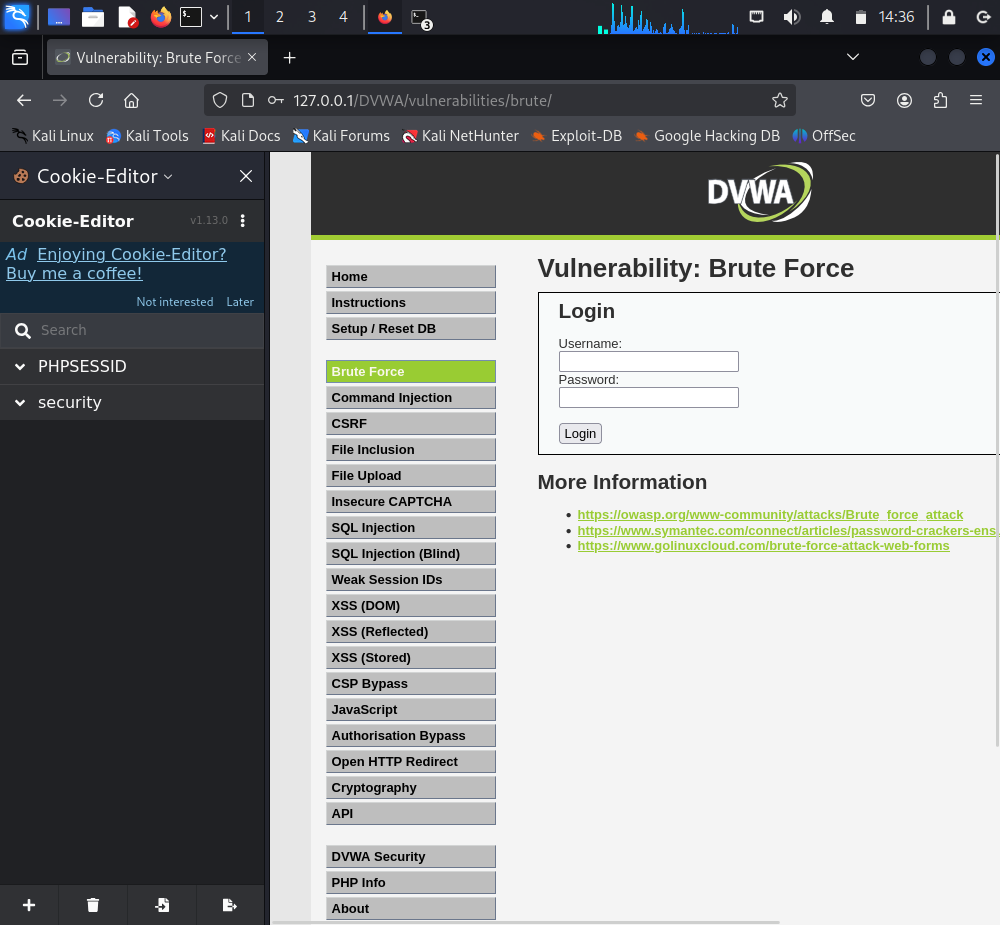 1 2 3 4 3 14:36
Vulnerability: Brute Force
127.0.0.1/DVWA/vulnerabilities/brute/
Kali Linux Kali Tools Kali Docs Kali Forums Kali NetHunter Exploit-DB Google Hacking DB OffSec
Cookie-Editor
Cookie-Editor v1.13.0
Ad Enjoying Cookie-Editor?
Buy me a coffee!
Not interested Later
Search
PHPSESSID
security
DVWA
Home
Instructions
Setup / Reset DB
Brute Force
Command Injection
CSRF
File Inclusion
File Upload
Insecure CAPTCHA
SQL Injection
SQL Injection (Blind)
Weak Session IDs
XSS (DOM)
XSS (Reflected)
XSS (Stored)
CSP Bypass
JavaScript
Authorisation Bypass
Open HTTP Redirect
Cryptography
API
DVWA Security
PHP Info
About
Vulnerability: Brute Force
Login
Username:
Password:
Login
More Information
https://owasp.org/www-community/attacks/Brute_force_attack
https://www.symantec.com/connect/articles/password-crackers-ens
https://www.golinuxcloud.com/brute-force-attack-web-forms